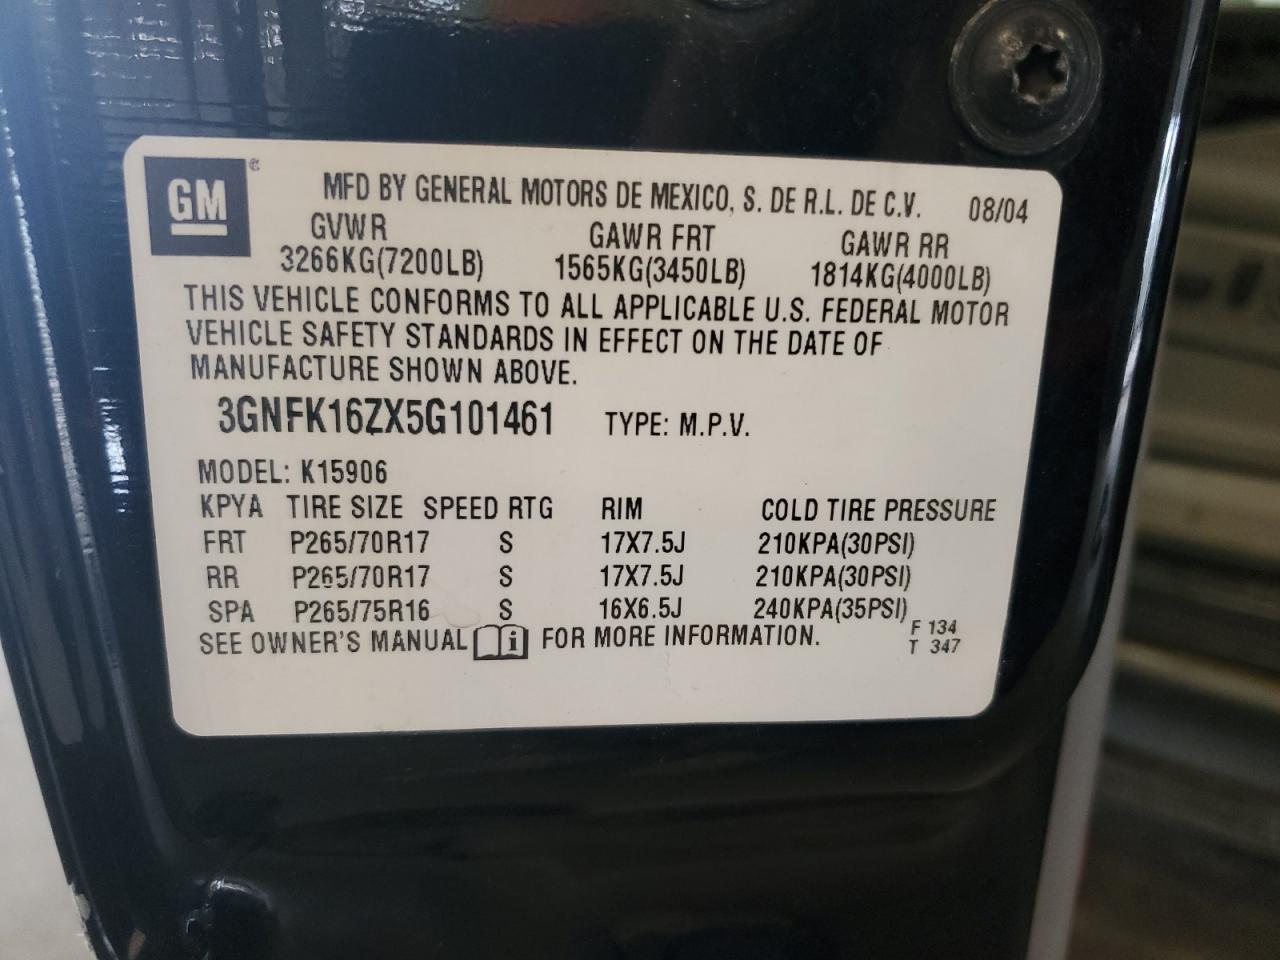 GM
MFD BY GENERAL MOTORS DE MEXICO, S. DE R.L. DE C.V. 08/04
GVWR GAWR FRT GAWR RR
3266KG(7200LB) 1565KG(3450LB) 1814KG(4000LB)
THIS VEHICLE CONFORMS TO ALL APPLICABLE U.S. FEDERAL MOTOR
VEHICLE SAFETY STANDARDS IN EFFECT ON THE DATE OF
MANUFACTURE SHOWN ABOVE.
3GNFK16ZX5G101461 TYPE: M.P.V.
MODEL: K15906
KPYA TIRE SIZE SPEED RTG RIM COLD TIRE PRESSURE
FRT P265/70R17 S 17X7.5J 210KPA(30PSI)
RR P265/70R17 S 17X7.5J 210KPA(30PSI)
SPA P265/75R16 S 16X6.5J 240KPA(35PSI)
SEE OWNER'S MANUAL i FOR MORE INFORMATION. F 134
T 347